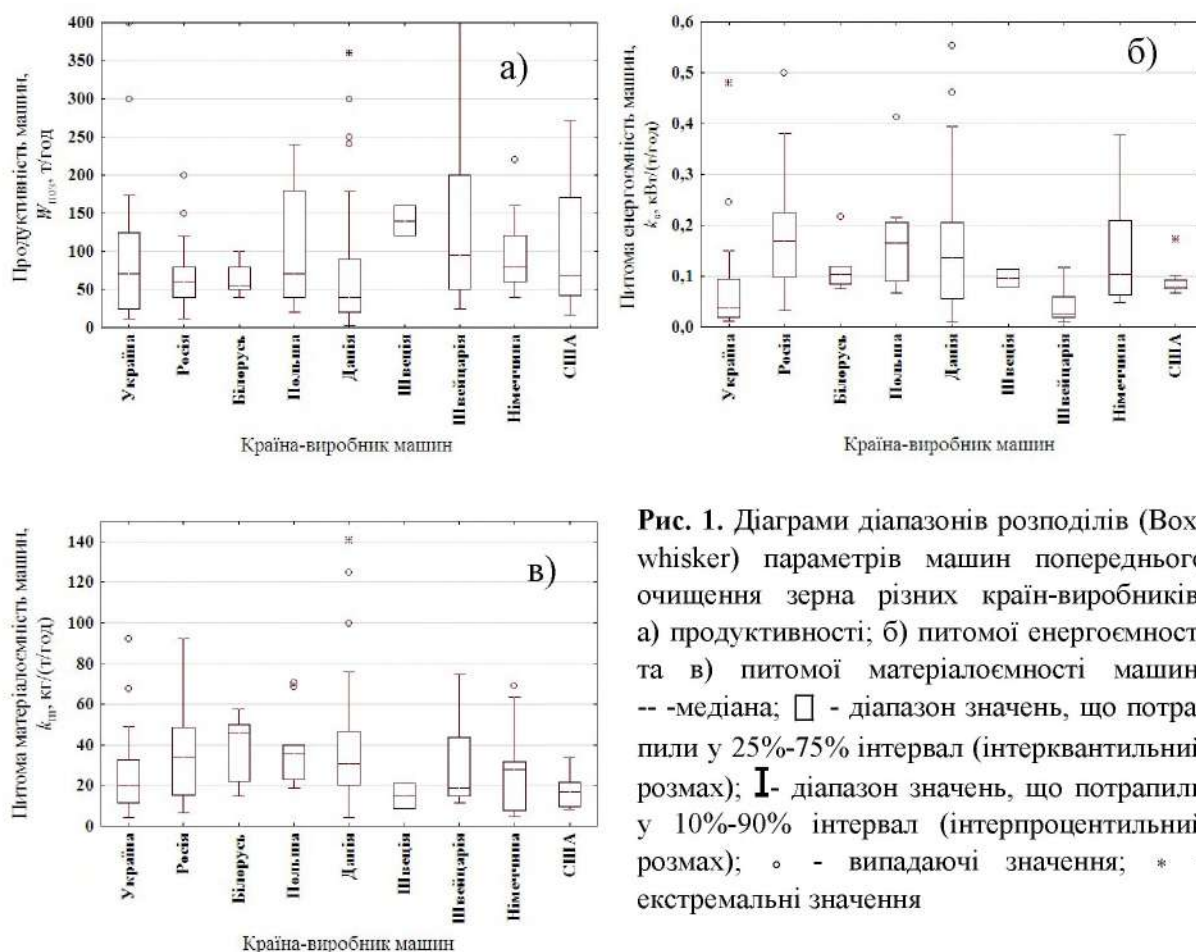 Продуктивність машин,
Wпоз, т/год
400
350
300
250
200
150
100
50
0
а)
Україна
Росія
Білорусь
Польша
Данія
Швеція
Швейцарія
Німеччина
США
Країна-виробник машин
Питома енергоємність машин,
kе, кВт/(т/год)
0,6
0,5
0,4
0,3
0,2
0,1
0,0
б)
Україна
Росія
Білорусь
Польша
Данія
Швеція
Швейцарія
Німеччина
США
Країна-виробник машин
Питома матеріалоємність машин,
km, кг/(т/год)
140
120
100
80
60
40
20
0
в)
Україна
Росія
Білорусь
Польша
Данія
Швеція
Швейцарія
Німеччина
США
Країна-виробник машин
Рис. 1. Діаграми діапазонів розподілів (Box
whisker) параметрів машин попереднього
очищення зерна різних країн-виробників
а) продуктивності; б) питомої енергоємност
та в) питомої матеріалоємності машин
-- -медіана; □ - діапазон значень, що потра
пили у 25%-75% інтервал (інтерквантильний
розмах); I- діапазон значень, що потрапили
у 10%-90% інтервал (інтерпроцентильний
розмах); ∘ - випадаючі значення; *
екстремальні значення